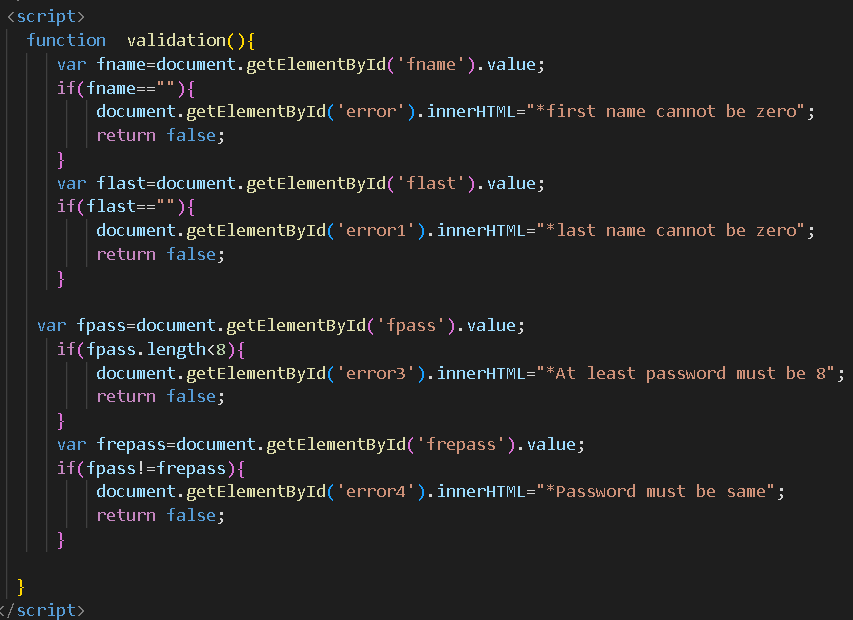 <script>
function  validation(){
var fname=document.getElementById('fname').value;
if(fname==""){
document.getElementById('error').innerHTML="*first name cannot be zero";
return false;
}
var flast=document.getElementById('flast').value;
if(flast==""){
document.getElementById('error1').innerHTML="*last name cannot be zero";
return false;
}
var fpass=document.getElementById('fpass').value;
if(fpass.length<8){
document.getElementById('error3').innerHTML="*At least password must be 8";
return false;
}
var frepass=document.getElementById('frepass').value;
if(fpass!=frepass){
document.getElementById('error4').innerHTML="*Password must be same";
return false;
}
}
</script>